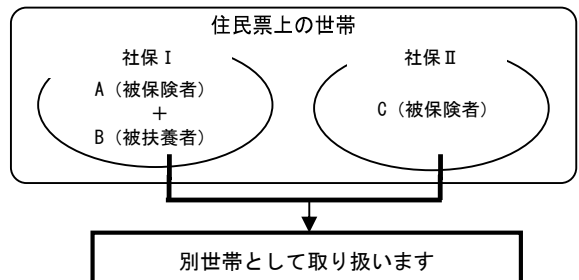 住民票上の世帯
社保Ⅰ
A（被保険者）
＋
B（被扶養者）
社保Ⅱ
C（被保険者）
別世帯として取り扱います